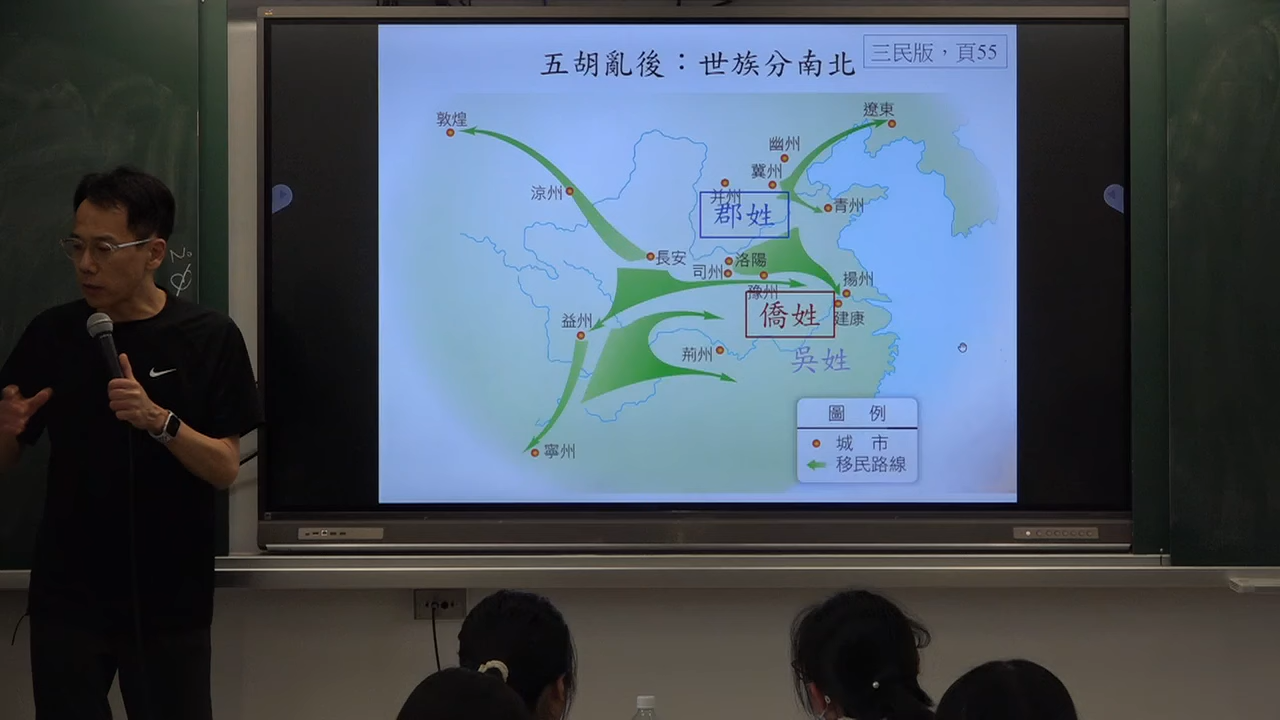 五胡亂後：世族分南北
三民版，頁55
敦煌
遼東
幽州
冀州
涼州
并州
青州
郡姓
長安
洛陽
司州
豫州
揚州
僑姓
建康
益州
荊州
吳姓
圖 例
城 市
移民路線
寧州
No